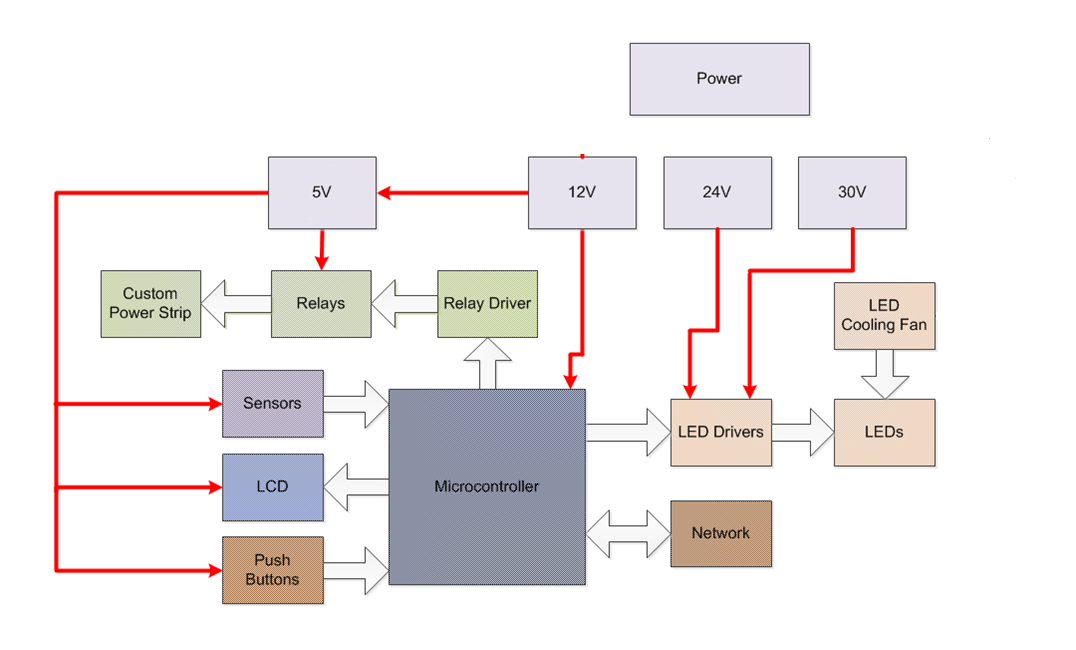 Power
5V
12V
24V
30V
Custom
Power Strip
Relays
Relay Driver
LED
Cooling Fan
Sensors
LED Drivers
LEDs
LCD
Microcontroller
Network
Push
Buttons